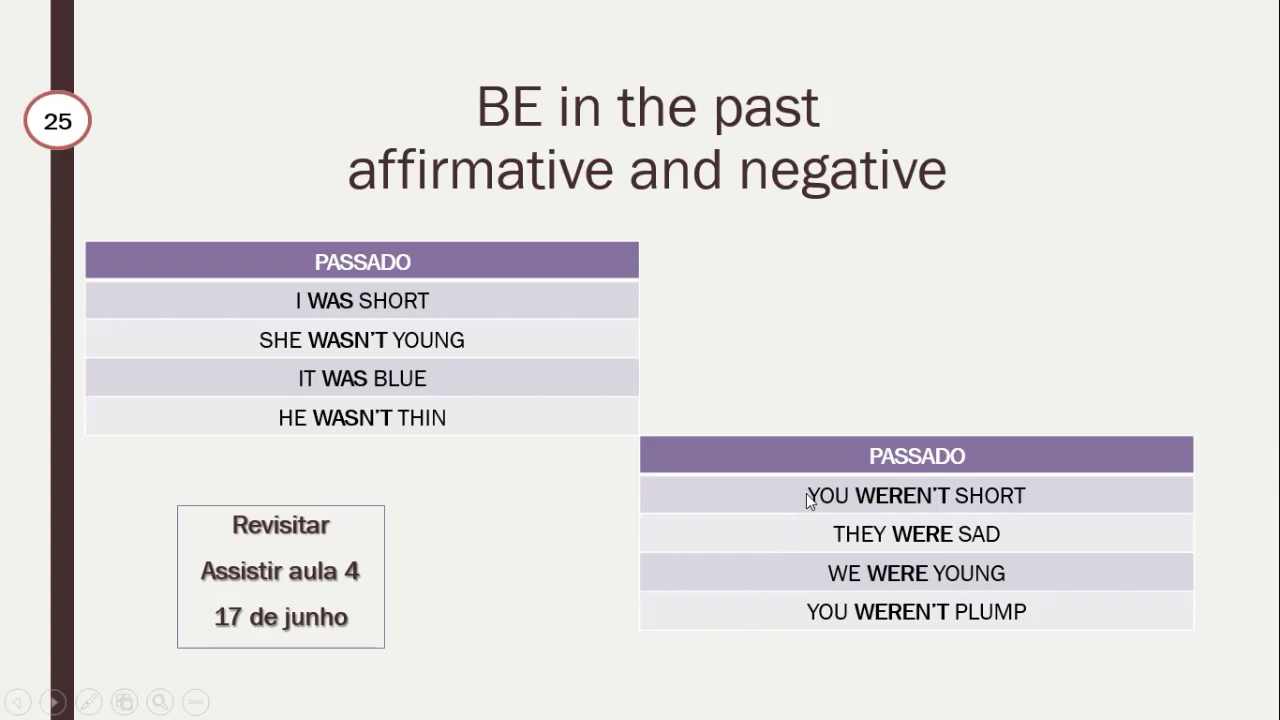 25
BE in the past
affirmative and negative
PASSADO
I WAS SHORT
SHE WASN'T YOUNG
IT WAS BLUE
HE WASN'T THIN
PASSADO
YOU WEREN'T SHORT
THEY WERE SAD
WE WERE YOUNG
YOU WEREN'T PLUMP
Revisitar
Assistir aula 4
17 de junho